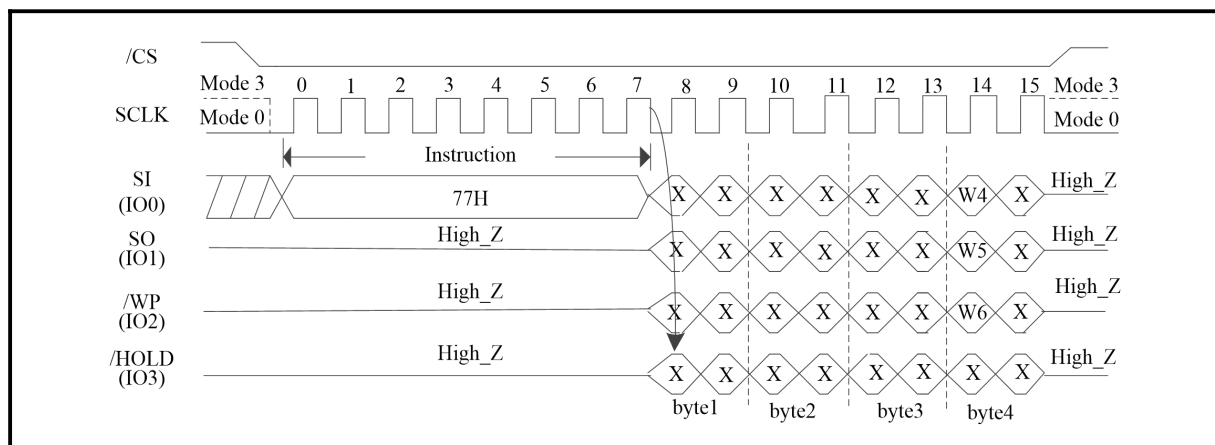 /CS
Mode 3 0 1 2 3 4 5 6 7 8 9 10 11 12 13 14 15 Mode 3
SCLK Mode 0 Mode 0
Instruction
SI
(IO0) 77H X X X X X X W4 X High_Z
SO
(IO1) High_Z X X X X X X W5 X High_Z
/WP
(IO2) High_Z X X X X X X W6 X High_Z
/HOLD
(IO3) High_Z X X X X X X X X High_Z
byte1 byte2 byte3 byte4